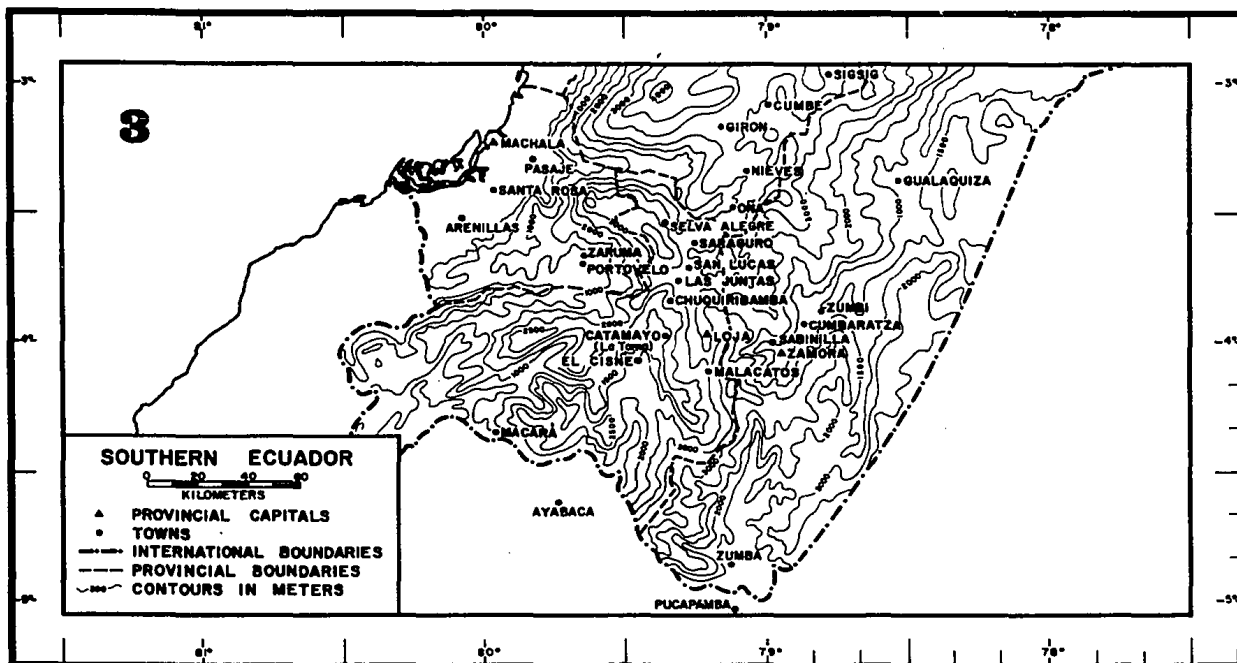 81° 80 79° 78°
-3° -3°
3
SIGSIG
CUMBE
GIRON
MACHALA
PASAJE
NIEVES
GUALAQUIZA
SANTA ROSA
OÑA
ARENILLAS
SELVA ALEGRE
SARAGURO
ZARUMA
PORTOVELO
SAN LUCAS
LAS JUNTAS
CHUQUIRIBAMBA
ZUMBI
CUMBARATZA
CATAMAYO
(La Toma)
LOJA
SABINILLA
ZAMORA
EL CISNE
MALACATOS
-4°
MACARÁ
SOUTHERN ECUADOR
0 20 40 60
KILOMETERS
PROVINCIAL CAPITALS
TOWNS
INTERNATIONAL BOUNDARIES
PROVINCIAL BOUNDARIES
CONTOURS IN METERS
AYABACA
ZUMBA
PUCAPAMBA
-5°
81° 80 79° 78°